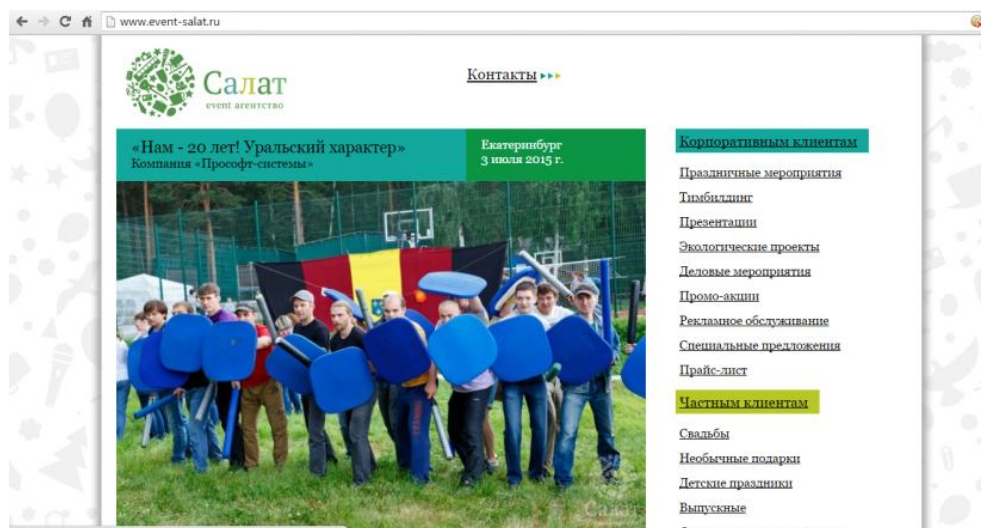 www.event-salat.ru
Салат
event агентство
Контакты
«Нам - 20 лет! Уральский характер»
Компания «Прософт-системы»
Екатеринбург
3 июля 2015 г.
Корпоративным клиентам
Праздничные мероприятия
Тимбилдинг
Презентации
Экологические проекты
Деловые мероприятия
Промо-акции
Рекламное обслуживание
Специальные предложения
Прайс-лист
Частным клиентам
Свадьбы
Необычные подарки
Детские праздники
Выпускные
Салат